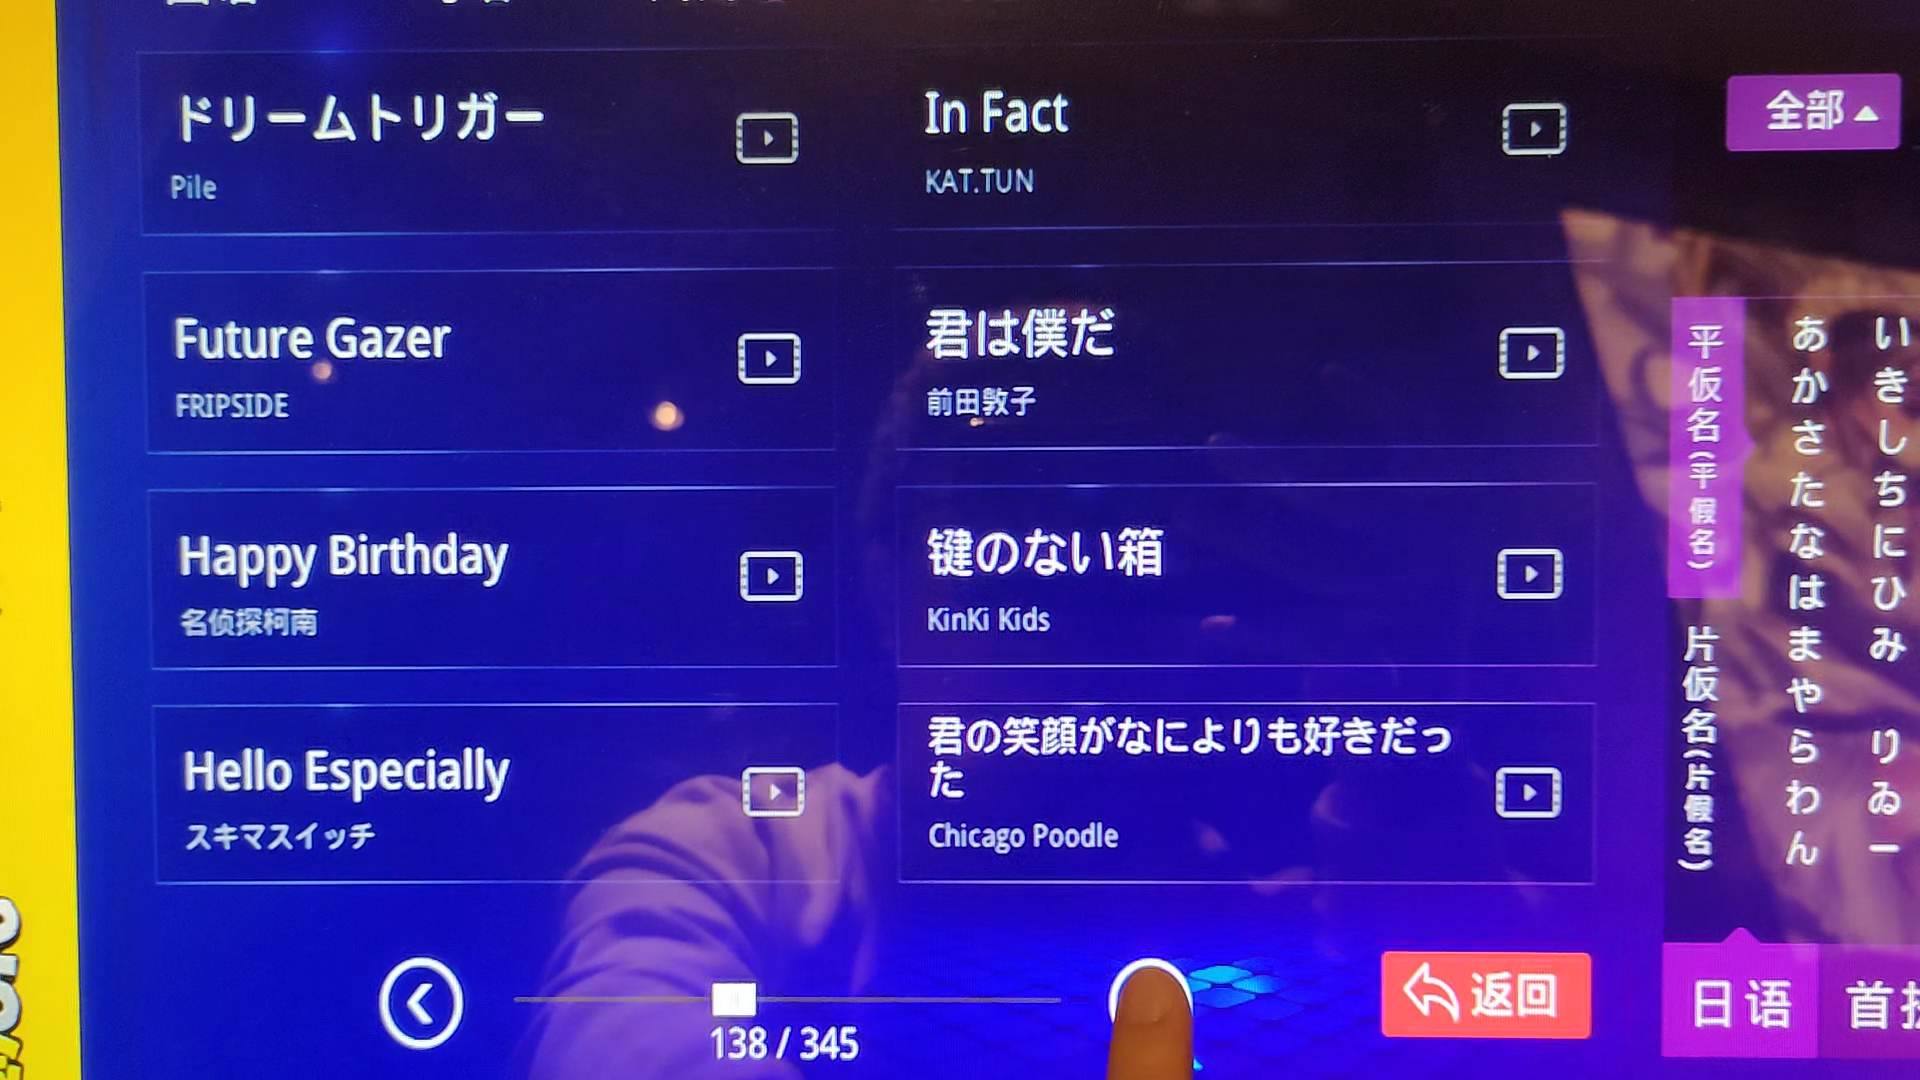 ドリームトリガー
Pile
In Fact
KAT.TUN
Future Gazer
FRIPSIDE
君は僕だ
前田敦子
Happy Birthday
名侦探柯南
键のない箱
KinKi Kids
Hello Especially
スキマスイッチ
君の笑顔がなによりも好きだっ
た
Chicago Poodle
138 / 345
返回
全部
平仮名(平假名)
片仮名(片假名)
あかさたなはまやらわん
いきしちにひみ りゐー
日语
首